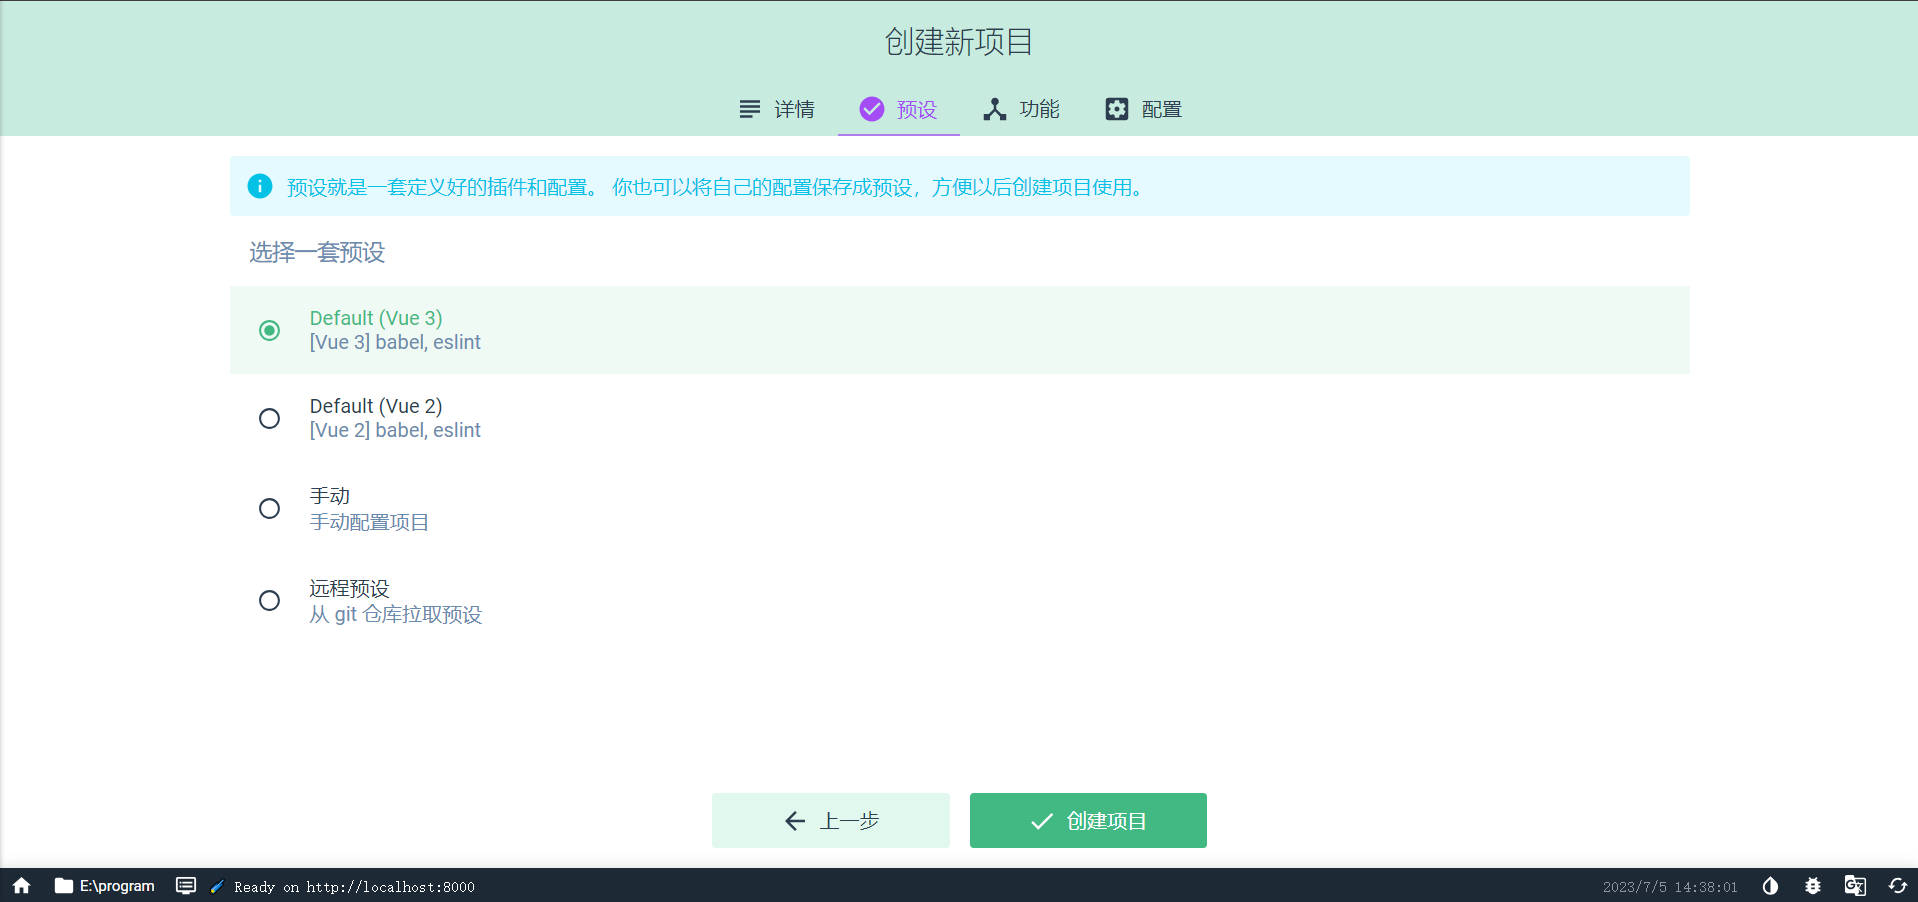 创建新项目
详情 预设 功能 配置
预设就是一套定义好的插件和配置。 你也可以将自己的配置保存成预设，方便以后创建项目使用。
选择一套预设
Default (Vue 3)
[Vue 3] babel, eslint
Default (Vue 2)
[Vue 2] babel, eslint
手动
手动配置项目
远程预设
从 git 仓库拉取预设
上一步 创建项目
E:\program Ready on http://localhost:8000 2023/7/5 14:38:01